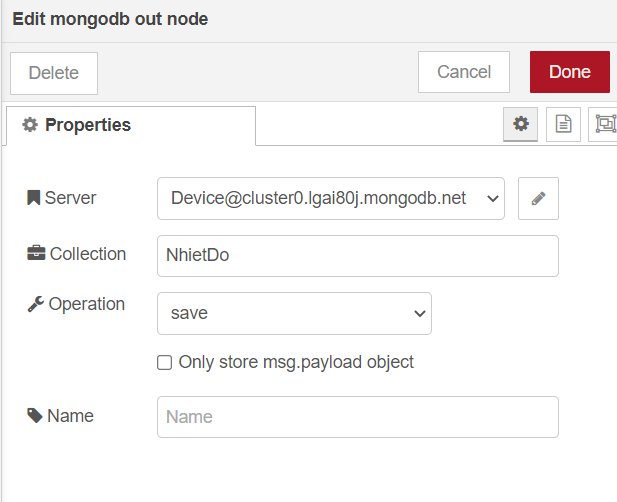 Edit mongodb out node
Delete
Cancel
Done
Properties
Server
Device@cluster0.lgai80j.mongodb.net
Collection
NhietDo
Operation
save
Only store msg.payload object
Name
Name